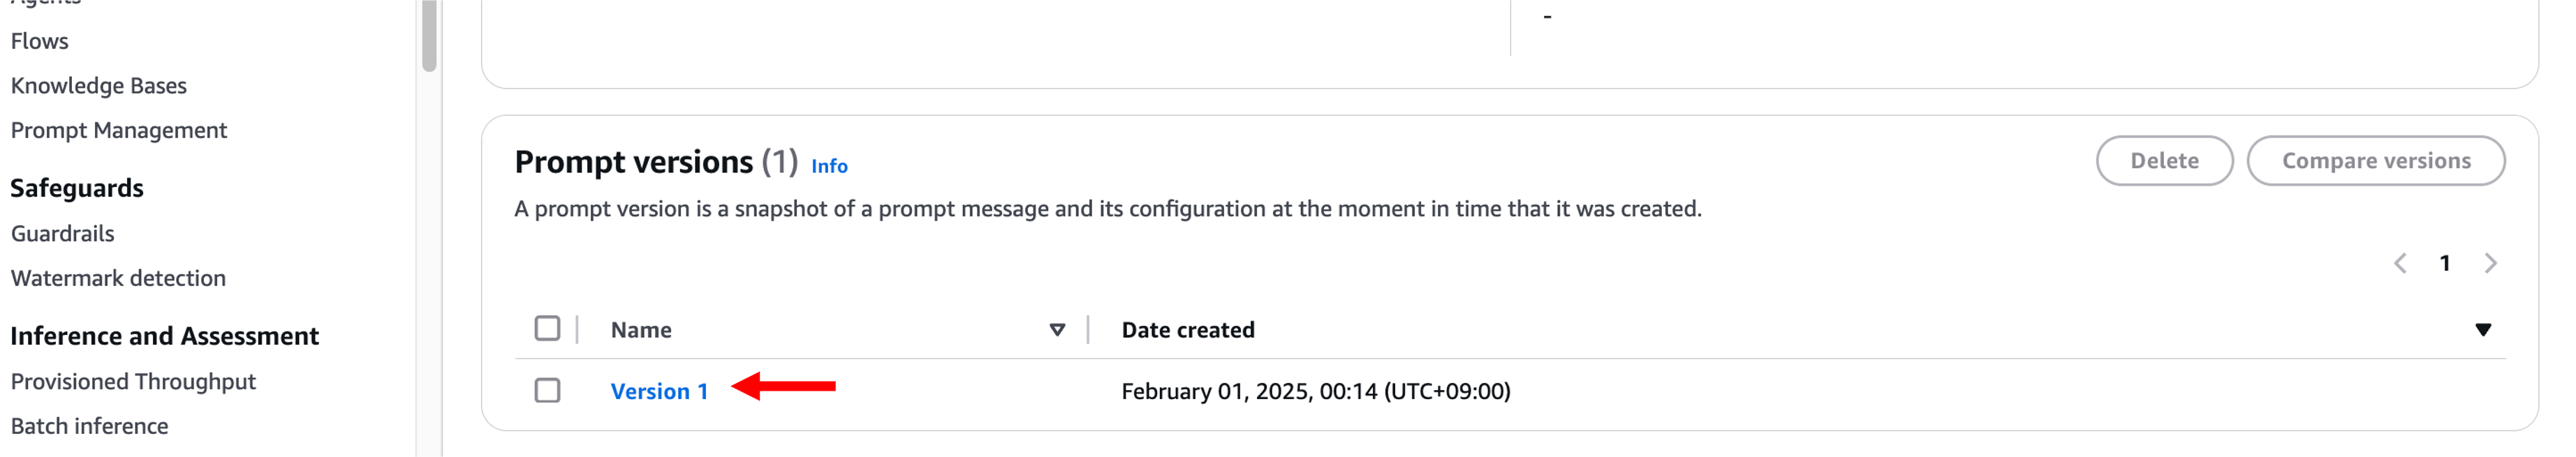 Agents
Flows
Knowledge Bases
Prompt Management
Safeguards
Guardrails
Watermark detection
Inference and Assessment
Provisioned Throughput
Batch inference
-
Prompt versions (1) Info
Delete
Compare versions
A prompt version is a snapshot of a prompt message and its configuration at the moment in time that it was created.
1
Name
Date created
Version 1
February 01, 2025, 00:14 (UTC+09:00)